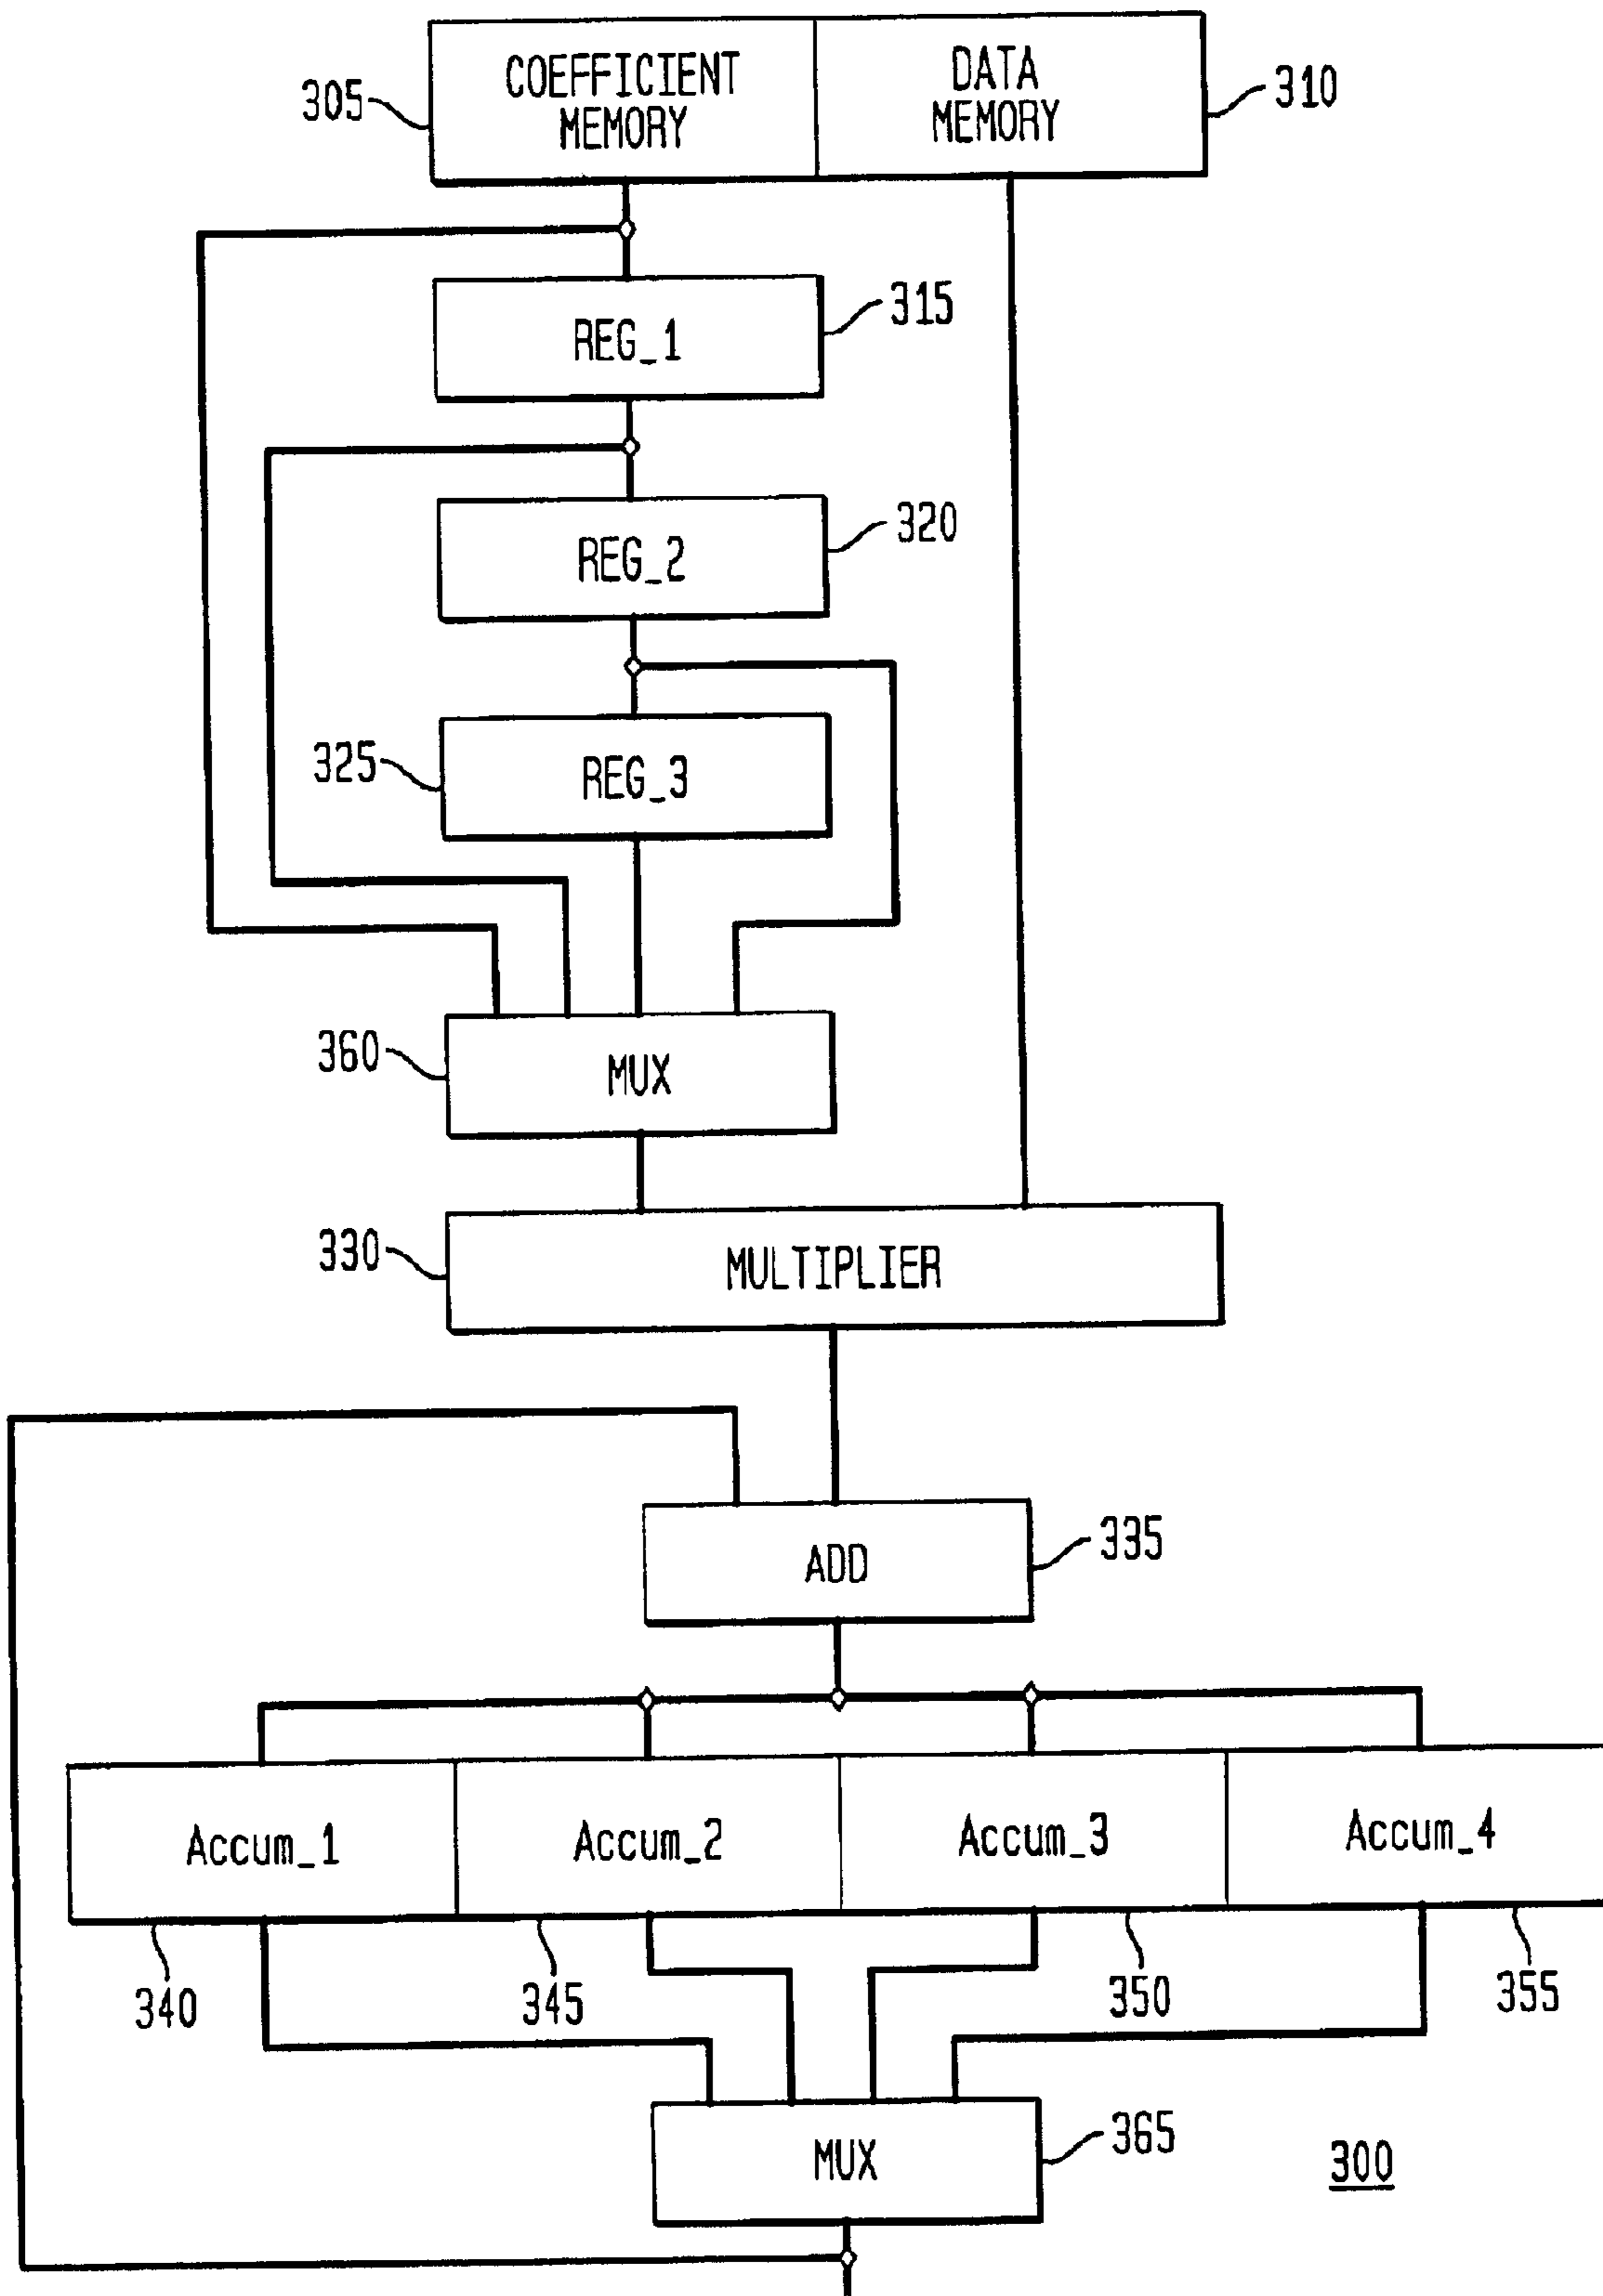 COEFFICIENT
MEMORY
DATA
MEMORY
305
310
REG_1
315
REG_2
320
REG_3
325
MUX
360
MULTIPLIER
330
ADD
335
Accum_1
Accum_2
Accum_3
Accum_4
340
345
350
355
MUX
365
300